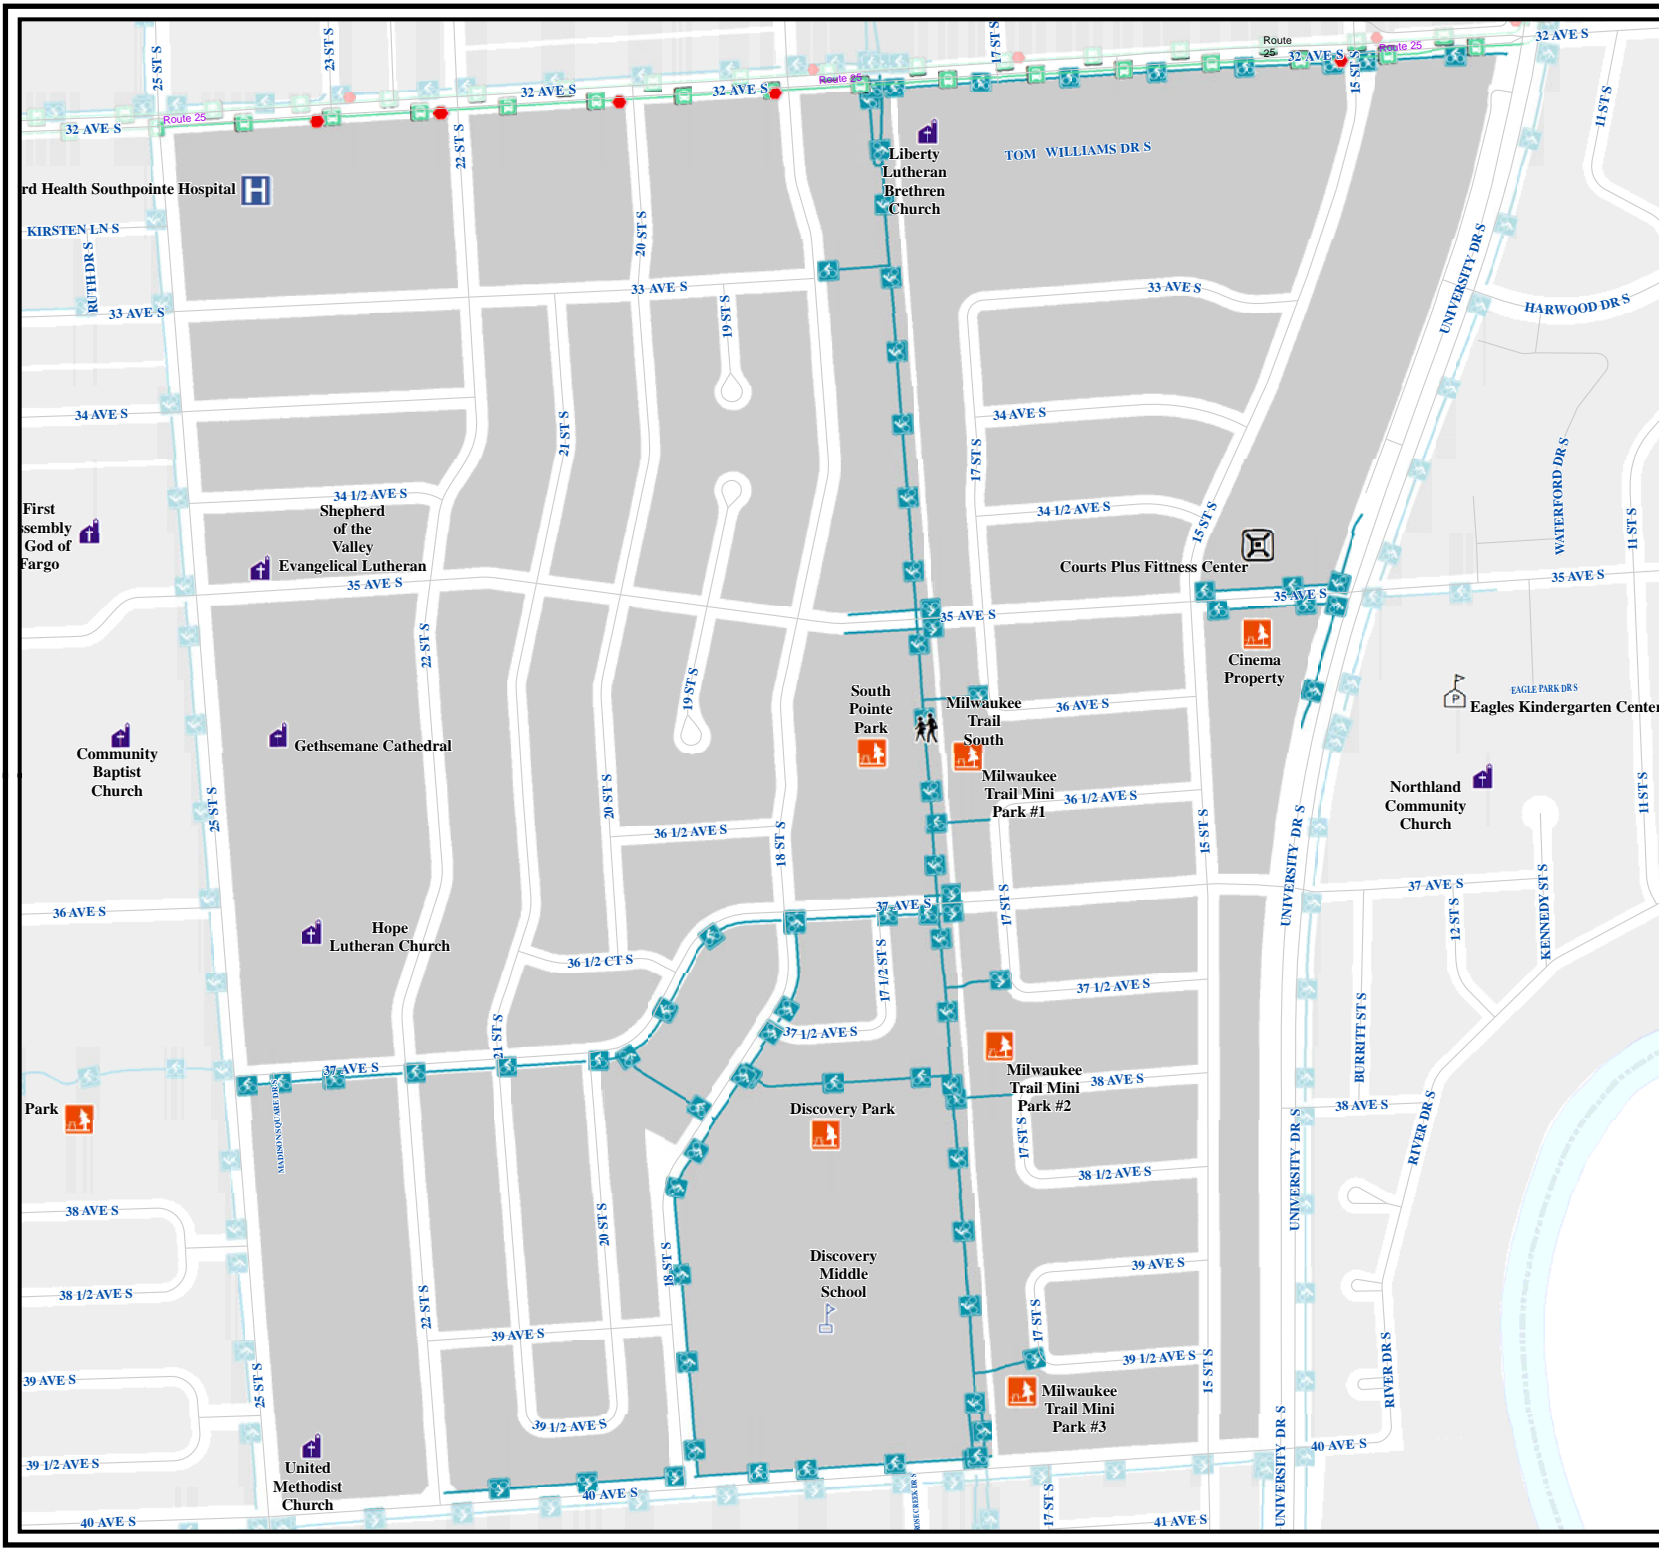 25 ST S
23 ST S
17 ST S
Route
25
32 AVE S
15 ST S
Route 25
32 AVE S
11 ST S
32 AVE S
Route 25
32 AVE S
32 AVE S
Route 25
22 ST S
TOM WILLIAMS DR S
Liberty
Lutheran
Brethren
Church
rd Health Southpointe Hospital
H
KIRSTEN LN S
RUTH DR S
20 ST S
UNIVERSITY DR S
33 AVE S
33 AVE S
19 ST S
33 AVE S
HARWOOD DR S
34 AVE S
21 ST S
34 AVE S
17 ST S
WATERFORD DR S
34 1/2 AVE S
34 1/2 AVE S
15 ST S
11 ST S
First
ssembly
God of
Fargo
Shepherd
of the
Valley
Evangelical Lutheran
Courts Plus Fittness Center
35 AVE S
35 AVE S
35 AVE S
35 AVE S
22 ST S
19 ST S
South
Pointe
Park
Milwaukee
Trail
South
36 AVE S
Cinema
Property
EAGLE PARK DR S
P
Eagles Kindergarten Center
Community
Baptist
Church
Gethsemane Cathedral
Milwaukee
Trail Mini
Park #1
36 1/2 AVE S
Northland
Community
Church
11 ST S
25 ST S
20 ST S
36 1/2 AVE S
18 ST S
15 ST S
UNIVERSITY DR S
36 AVE S
37 AVE S
17 ST S
37 AVE S
12 ST S
KENNEDY ST S
Hope
Lutheran Church
36 1/2 CT S
17 1/2 ST S
37 1/2 AVE S
37 1/2 AVE S
21 ST S
BURRITT ST S
37 AVE S
MADISON SQUARE DR S
Park
Discovery Park
Milwaukee
Trail Mini
Park #2
38 AVE S
38 AVE S
RIVER DR S
17 ST S
38 1/2 AVE S
UNIVERSITY DR S
38 AVE S
20 ST S
18 ST S
Discovery
Middle
School
39 AVE S
38 1/2 AVE S
22 ST S
39 AVE S
17 ST S
39 1/2 AVE S
15 ST S
RIVER DR S
39 AVE S
25 ST S
39 1/2 AVE S
Milwaukee
Trail Mini
Park #3
39 1/2 AVE S
United
Methodist
Church
40 AVE S
UNIVERSITY DR S
40 AVE S
40 AVE S
17 ST S
41 AVE S